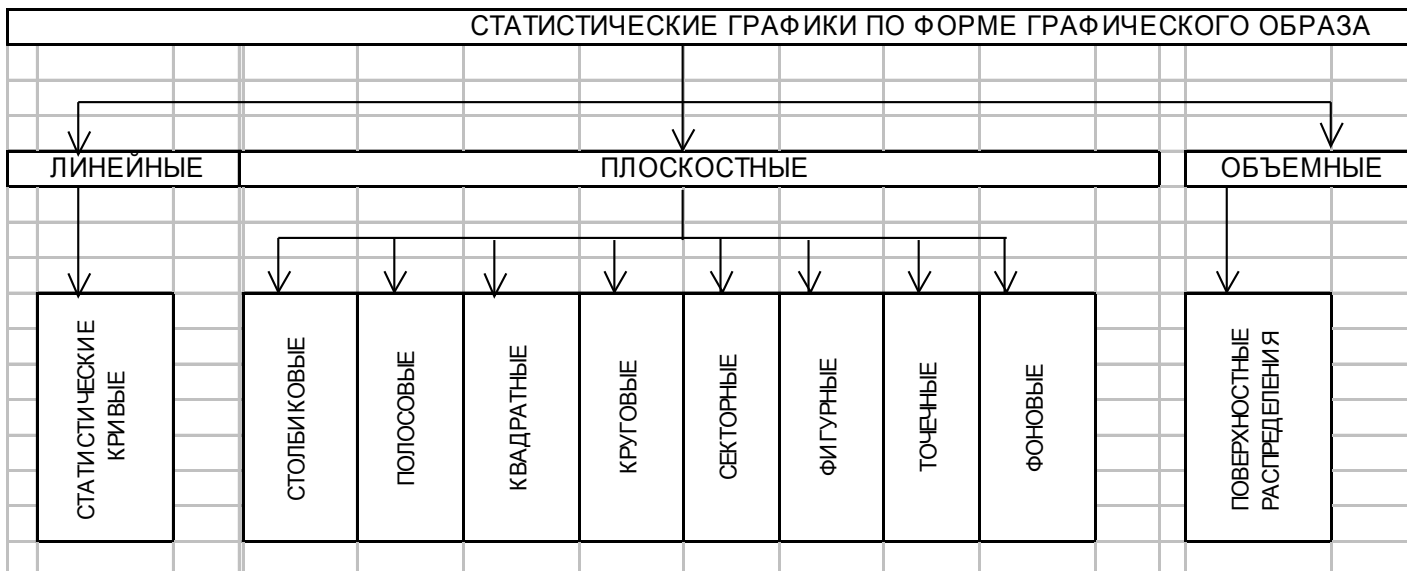 СТАТИСТИЧЕСКИЕ ГРАФИКИ ПО ФОРМЕ ГРАФИЧЕСКОГО ОБРАЗА
ЛИНЕЙНЫЕ
ПЛОСКОСТНЫЕ
ОБЪЕМНЫЕ
СТАТИСТИЧЕСКИЕ
КРИВЫЕ
СТОЛБИКОВЫЕ
ПОЛОСОВЫЕ
КВАДРАТНЫЕ
КРУГОВЫЕ
СЕКТОРНЫЕ
ФИГУРНЫЕ
ТОЧЕЧНЫЕ
ФОНОВЫЕ
ПОВЕРХНОСТНЫЕ
РАСПРЕДЕЛЕНИЯ